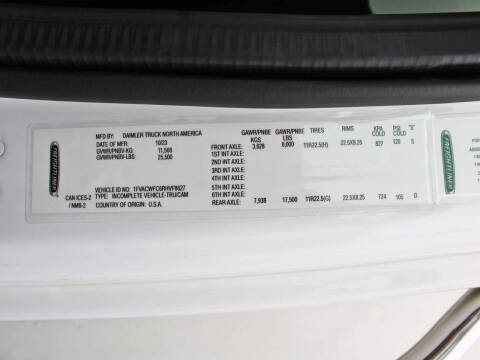 FREIGHTLINER
MFG BY: DAIMLER TRUCK NORTH AMERICA
DATE OF MFR: 10/23
GVWR/PNBV-KG: 11,566
GVWR/PNBV-LBS: 25,500
VEHICLE ID: 1FVACWFC6RHVF8627
CAN ICES-2 / NMB-2
TYPE: INCOMPLETE VEHICLE-TRU/CAM
COUNTRY OF ORIGIN: U.S.A.
GAWR/PNBE KGS GAWR/PNBE LBS TIRES RIMS KPA COLD PSI COLD "S"
FRONT AXLE: 3,628 8,000 11R22.5(H) 22.5X8.25 827 120 S
1ST INT AXLE:
2ND INT AXLE:
3RD INT AXLE:
4TH INT AXLE:
5TH INT AXLE:
6TH INT AXLE:
REAR AXLE: 7,938 17,500 11R22.5(G) 22.5X8.25 724 105 D
FREIGHTLINER